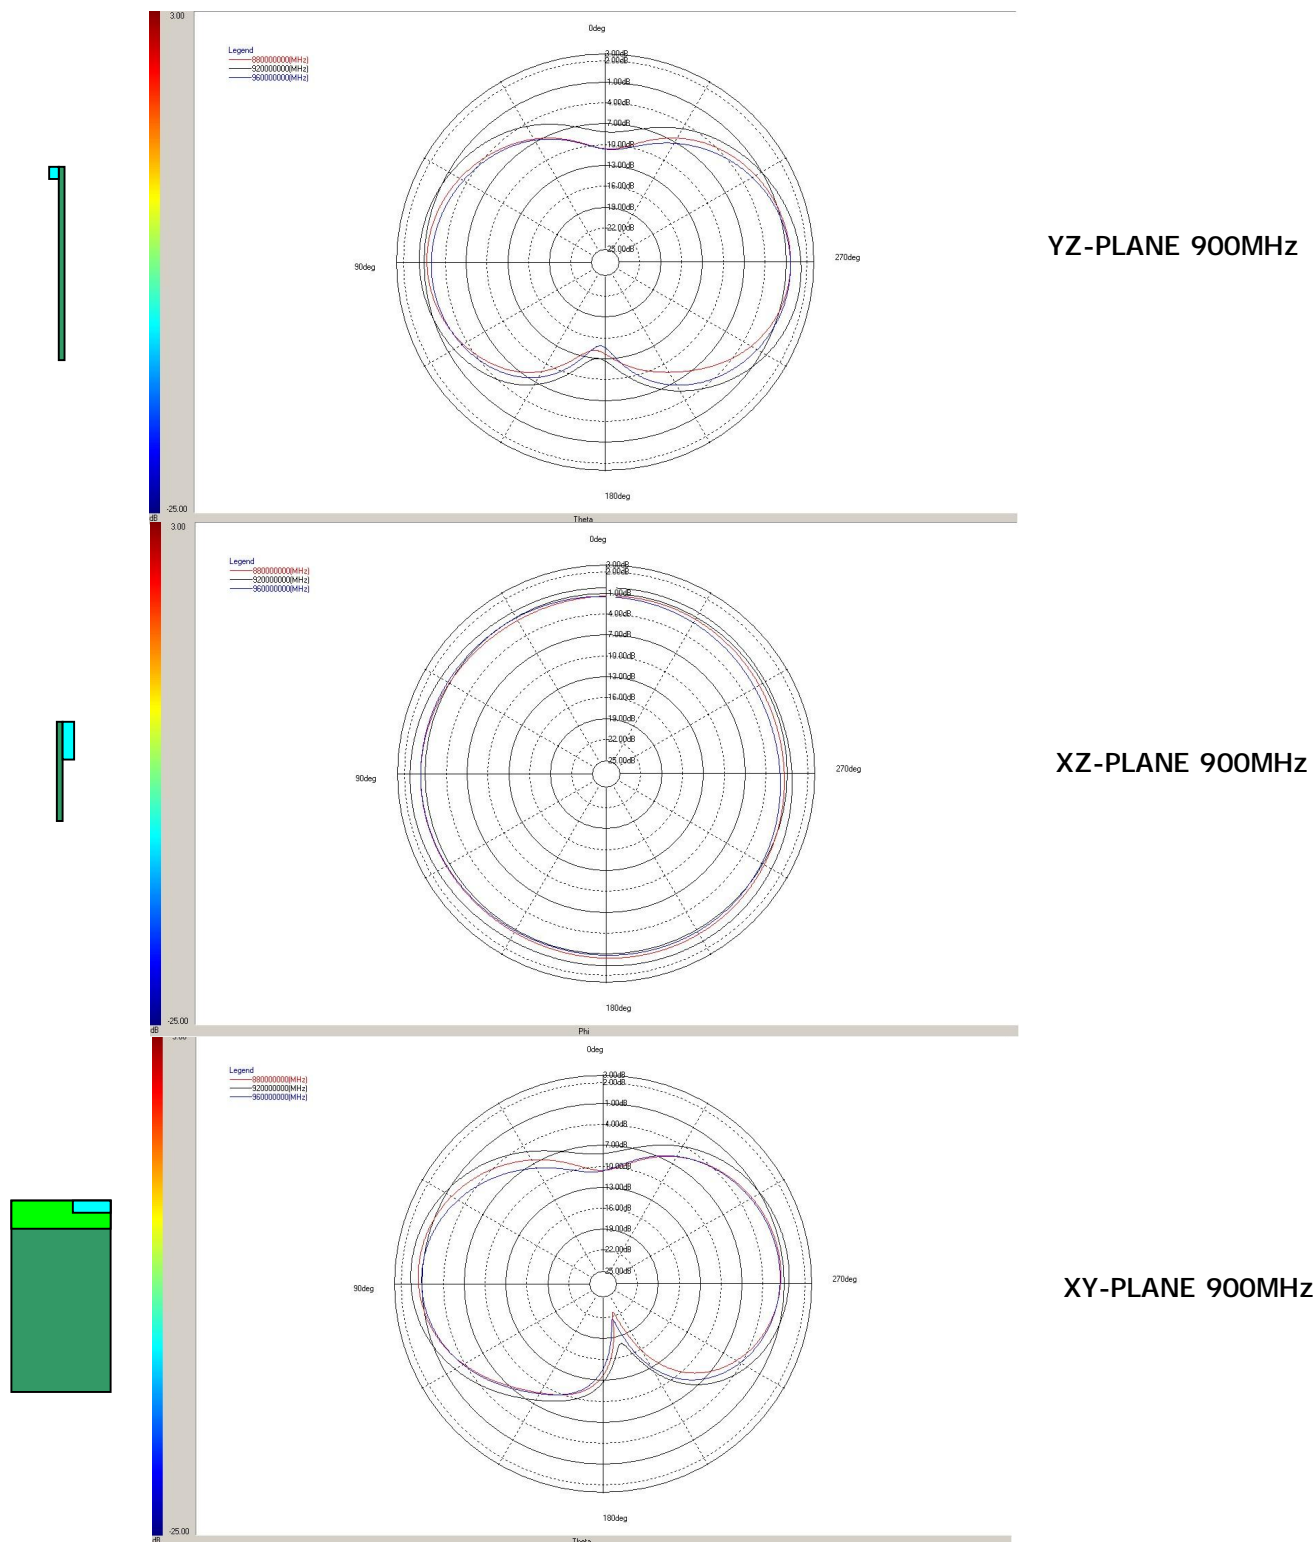 3.00
0deg
Legend
880000000(MHz)
920000000(MHz)
960000000(MHz)
3.00dB
2.00dB
1.00dB
4.00dB
7.00dB
10.00dB
13.00dB
16.00dB
19.00dB
22.00dB
25.00dB
90deg
270deg
YZ-PLANE 900MHz
180deg
-25.00
dB
Theta
3.00
0deg
Legend
880000000(MHz)
920000000(MHz)
960000000(MHz)
3.00dB
2.00dB
1.00dB
4.00dB
7.00dB
10.00dB
13.00dB
16.00dB
19.00dB
22.00dB
25.00dB
90deg
270deg
XZ-PLANE 900MHz
180deg
-25.00
dB
Phi
3.00
0deg
Legend
880000000(MHz)
920000000(MHz)
960000000(MHz)
3.00dB
2.00dB
1.00dB
4.00dB
7.00dB
10.00dB
13.00dB
16.00dB
19.00dB
22.00dB
25.00dB
90deg
270deg
XY-PLANE 900MHz
180deg
-25.00
dB
Theta